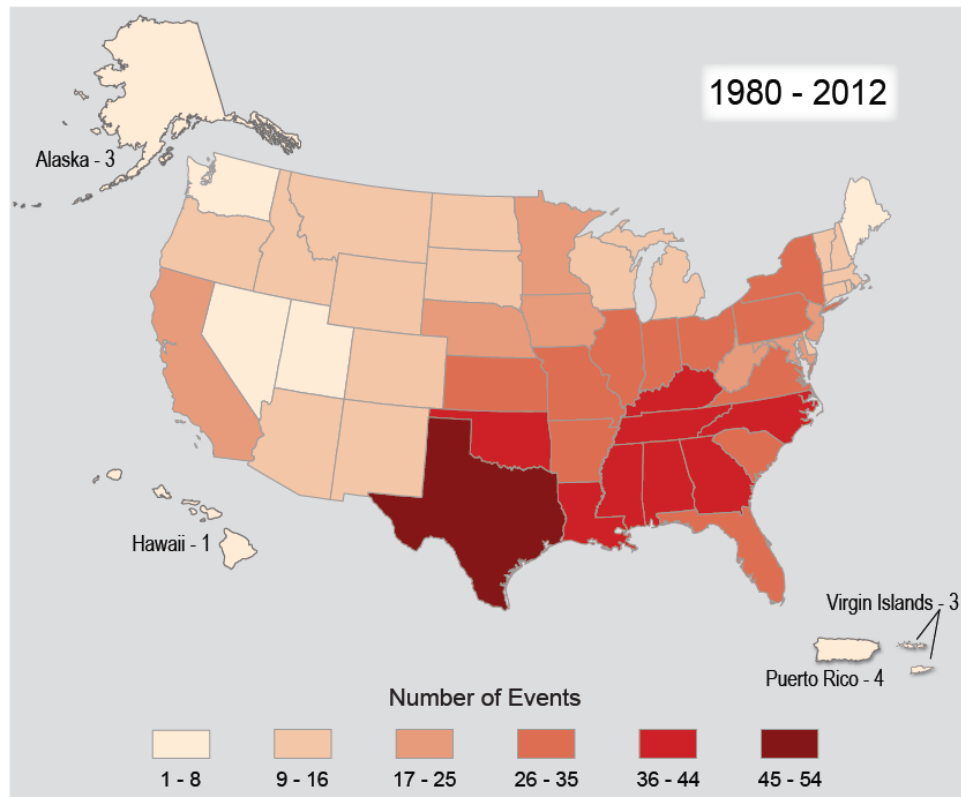 1980 - 2012
Alaska - 3
Hawaii - 1
Virgin Islands - 3
Puerto Rico - 4
Number of Events
1 - 8
9 - 16
17 - 25
26 - 35
36 - 44
45 - 54